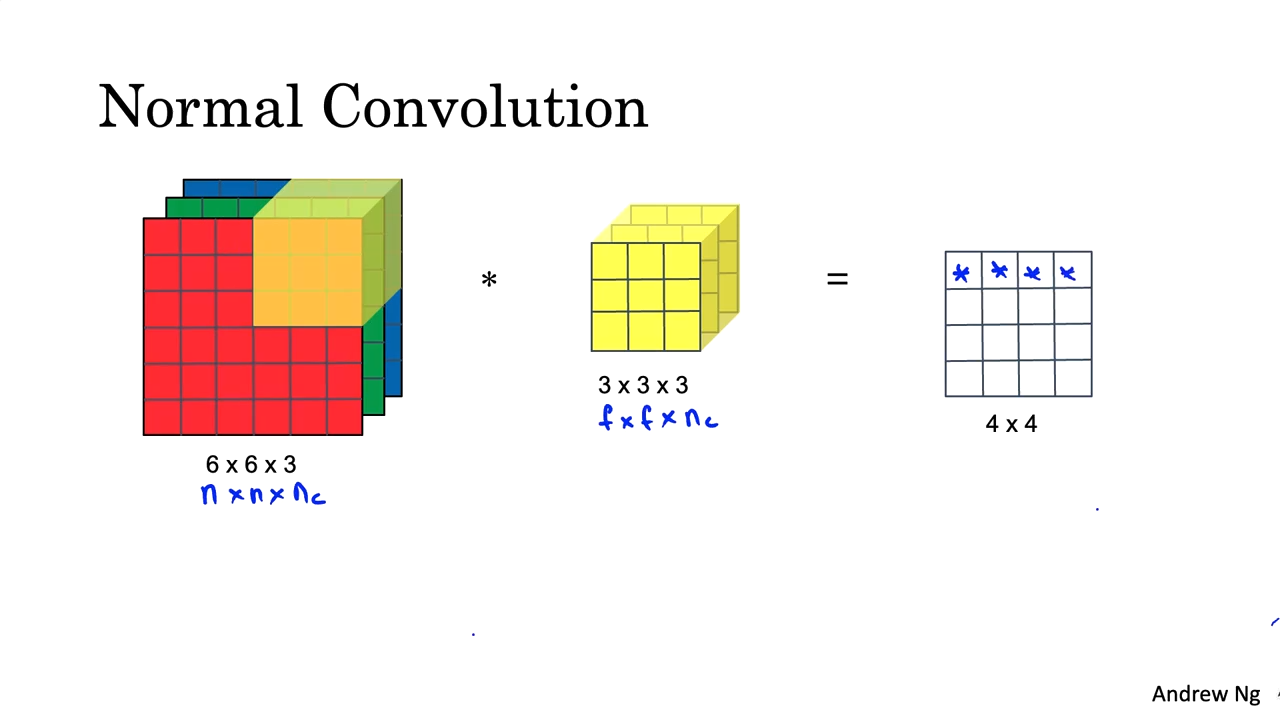 Normal Convolution
*
=
* * * *
3 x 3 x 3
f x f x nc
4 x 4
6 x 6 x 3
n x n x nc
Andrew Ng